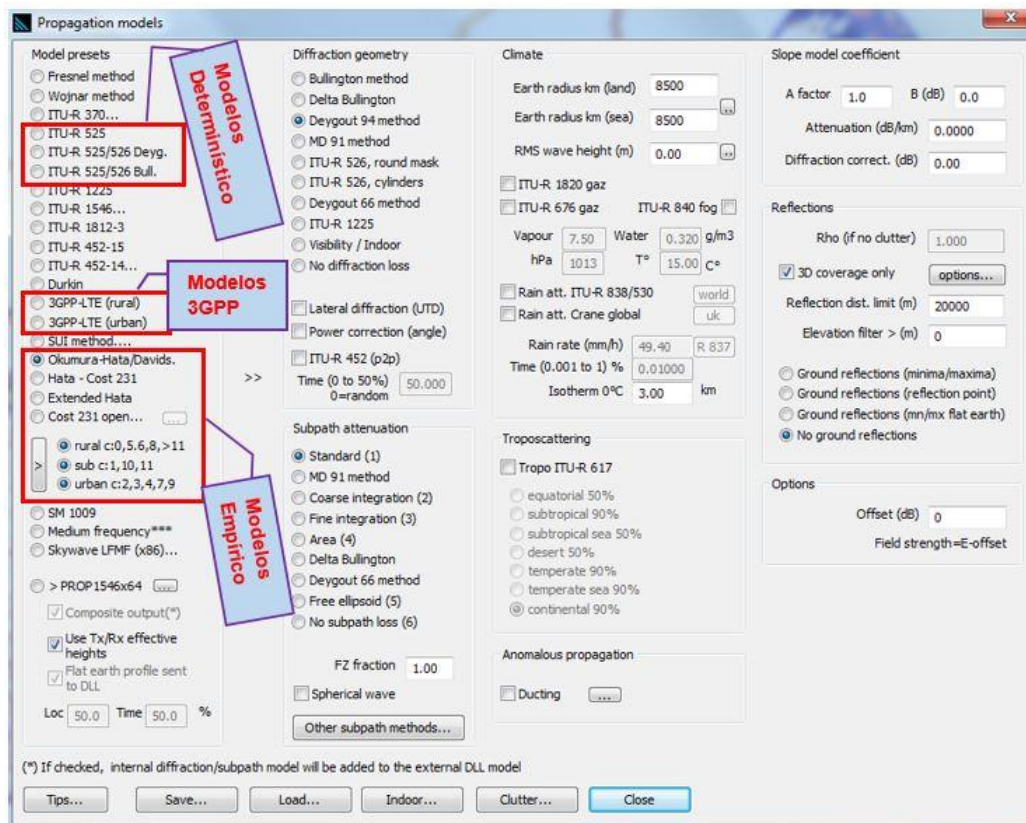 Propagation models
Model presets
Fresnel method
Wojnar method
ITU-R 370...
ITU-R 525
ITU-R 525/526 Deyg.
ITU-R 525/526 Bull.
ITU-R 1225
ITU-R 1546...
ITU-R 1812-3
ITU-R 452-15
ITU-R 452-14...
Durkin
3GPP-LTE (rural)
3GPP-LTE (urban)
SUI method....
Okumura-Hata/Davids.
Hata - Cost 231
Extended Hata
Cost 231 open...
...
>
rural c:0,5.6,8,>11
sub c:1,10,11
urban c:2,3,4,7,9
SM 1009
Medium frequency***
Skywave LFMF (x86)...
> PROP1546x64
...
Composite output(*)
Use Tx/Rx effective
heights
Flat earth profile sent
to DLL
Loc 50.0 Time 50.0 %
Modelos
Determinístico
Modelos
3GPP
Modelos
Empírico
>>
Diffraction geometry
Bullington method
Delta Bullington
Deygout 94 method
MD 91 method
ITU-R 526, round mask
ITU-R 526, cylinders
Deygout 66 method
ITU-R 1225
Visibility / Indoor
No diffraction loss
Lateral diffraction (UTD)
Power correction (angle)
ITU-R 452 (p2p)
Time (0 to 50%) 50.000
0=random
Subpath attenuation
Standard (1)
MD 91 method
Coarse integration (2)
Fine integration (3)
Area (4)
Delta Bullington
Deygout 66 method
Free ellipsoid (5)
No subpath loss (6)
FZ fraction 1.00
Spherical wave
Other subpath methods...
Climate
Earth radius km (land) 8500
..
Earth radius km (sea) 8500
RMS wave height (m) 0.00 ..
ITU-R 1820 gaz
ITU-R 676 gaz ITU-R 840 fog
Vapour 7.50 Water 0.320 g/m3
hPa 1013 T° 15.00 C°
Rain att. ITU-R 838/530 world
Rain att. Crane global uk
Rain rate (mm/h) 49.40 R 837
Time (0.001 to 1) % 0.01000
Isotherm 0ºC 3.00 km
Troposcattering
Tropo ITU-R 617
equatorial 50%
subtropical 90%
subtropical sea 50%
desert 50%
temperate 90%
temperate sea 90%
continental 90%
Anomalous propagation
Ducting ...
Slope model coefficient
A factor 1.0 B (dB) 0.0
Attenuation (dB/km) 0.0000
Diffraction correct. (dB) 0.00
Reflections
Rho (if no clutter) 1.000
3D coverage only options...
Reflection dist. limit (m) 20000
Elevation filter > (m) 0
Ground reflections (minima/maxima)
Ground reflections (reflection point)
Ground reflections (mn/mx flat earth)
No ground reflections
Options
Offset (dB) 0
Field strength=E-offset
(*) If checked, internal diffraction/subpath model will be added to the external DLL model
Tips... Save... Load... Indoor... Clutter... Close